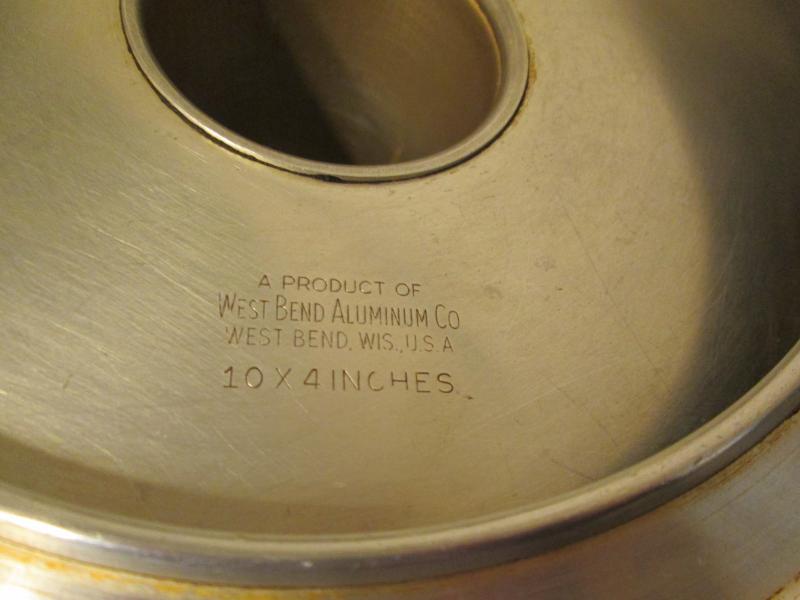 A PRODUCT OF
WEST BEND ALUMINUM CO
WEST BEND, WIS., U.S.A
10 X 4 INCHES